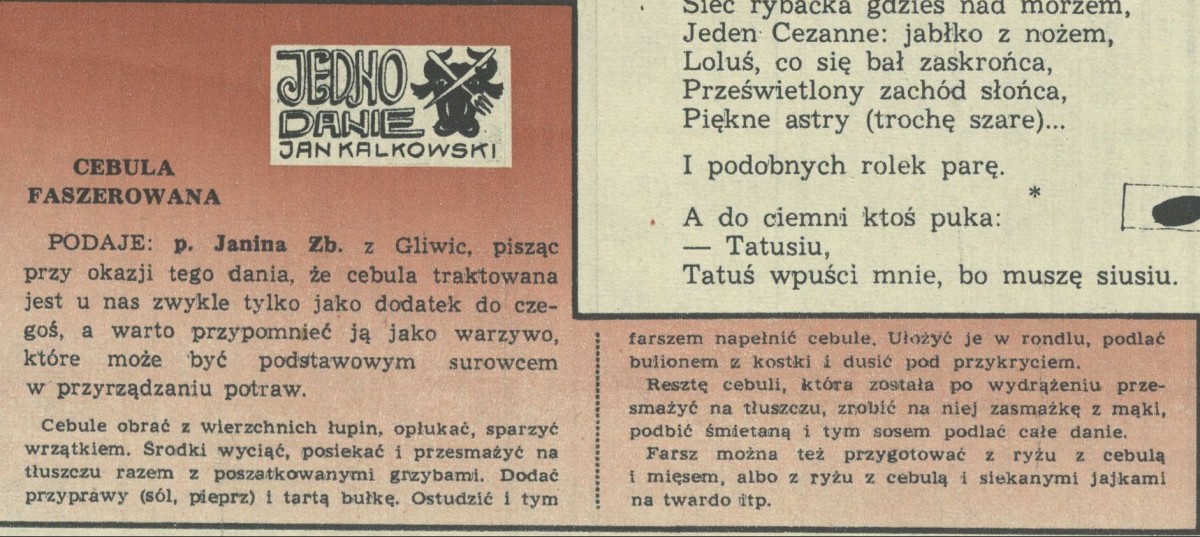 JEDNO
DANIE
JAN KALKOWSKI
CEBULA
FASZEROWANA
PODAJE: p. Janina Zb. z Gliwic, pisząc
przy okazji tego dania, że cebula traktowana
jest u nas zwykle tylko jako dodatek do cze-
goś, a warto przypomnieć ją jako warzywo,
które może być podstawowym surowcem
w przyrządzaniu potraw.
Cebule obrać z wierzchnich łupin, opłukać, sparzyć
wrzątkiem. Środki wyciąć, posiekać i przesmażyć na
tłuszczu razem z poszatkowanymi grzybami. Dodać
przyprawy (sól, pieprz) i tartą bułkę. Ostudzić i tym
farszem napełnić cebule. Ułożyć je w rondlu, podlać
bulionem z kostki i dusić pod przykryciem.
Resztę cebuli, która została po wydrążeniu prze-
smażyć na tłuszczu, zrobić na niej zasmażkę z mąki,
podbić śmietaną i tym sosem podlać całe danie.
Farsz można też przygotować z ryżu z cebulą
i mięsem, albo z ryżu z cebulą i siekanymi jajkami
na twardo itp.
Sieć rybacka gdzieś nad morzem,
Jeden Cezanne: jabłko z nożem,
Loluś, co się bał zaskrońca,
Prześwietlony zachód słońca,
Piękne astry (trochę szare)...
I podobnych rolek parę.
*
A do ciemni ktoś puka:
— Tatusiu,
Tatuś wpuści mnie, bo muszę siusiu.